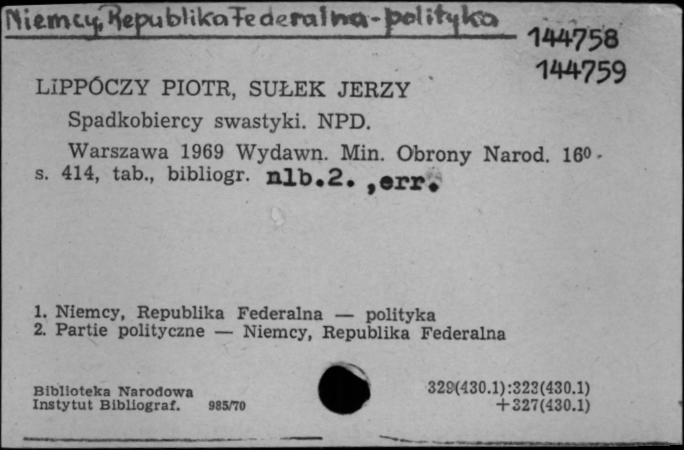 Niemcy, Republika Federalna - polityka
144758
144759
LIPPÓCZY PIOTR, SUŁEK JERZY
Spadkobiercy swastyki. NPD.
Warszawa 1969 Wydawn. Min. Obrony Narod. 16º.
s. 414, tab., bibliogr. nlb.2. ,err.
1. Niemcy, Republika Federalna — polityka
2. Partie polityczne — Niemcy, Republika Federalna
Biblioteka Narodowa
Instytut Bibliograf. 985/70
329(430.1):323(430.1)
+327(430.1)